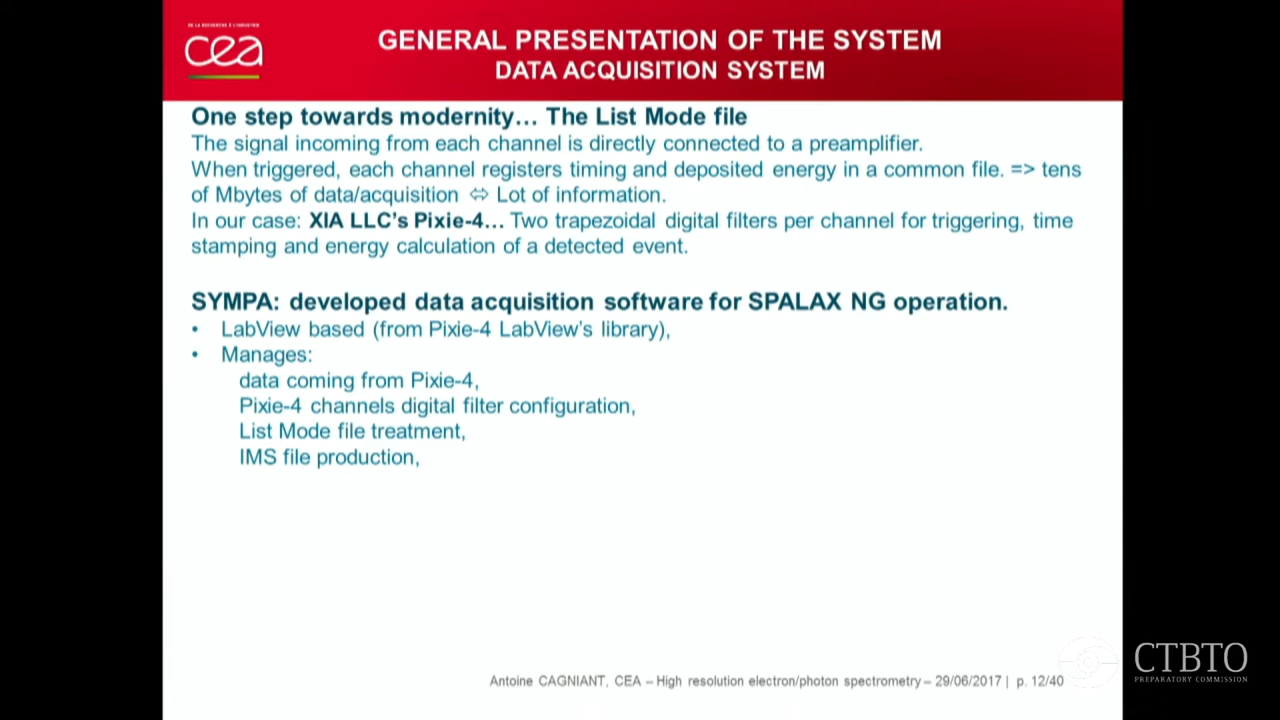 DE LA RECHERCHE À L'INDUSTRIE
cea
GENERAL PRESENTATION OF THE SYSTEM
DATA ACQUISITION SYSTEM
One step towards modernity… The List Mode file
The signal incoming from each channel is directly connected to a preamplifier.
When triggered, each channel registers timing and deposited energy in a common file. => tens
of Mbytes of data/acquisition ⇔ Lot of information.
In our case: XIA LLC's Pixie-4… Two trapezoidal digital filters per channel for triggering, time
stamping and energy calculation of a detected event.
SYMPA: developed data acquisition software for SPALAX NG operation.
• LabView based (from Pixie-4 LabView's library),
• Manages:
data coming from Pixie-4,
Pixie-4 channels digital filter configuration,
List Mode file treatment,
IMS file production,
Antoine CAGNIANT, CEA – High resolution electron/photon spectrometry – 29/06/2017 | p. 12/40
CTBTO
PREPARATORY COMMISSION